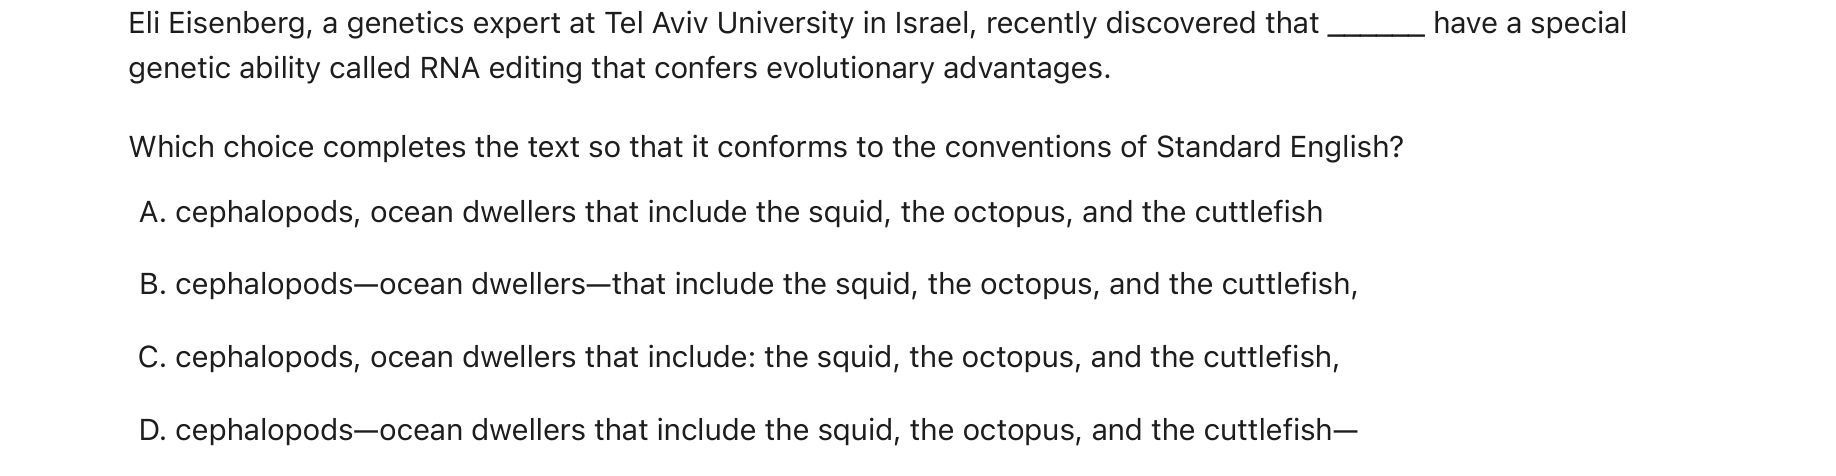 Eli Eisenberg, a genetics expert at Tel Aviv University in Israel, recently discovered that ______ have a special
genetic ability called RNA editing that confers evolutionary advantages.
Which choice completes the text so that it conforms to the conventions of Standard English?
A. cephalopods, ocean dwellers that include the squid, the octopus, and the cuttlefish
B. cephalopods—ocean dwellers—that include the squid, the octopus, and the cuttlefish,
C. cephalopods, ocean dwellers that include: the squid, the octopus, and the cuttlefish,
D. cephalopods—ocean dwellers that include the squid, the octopus, and the cuttlefish—